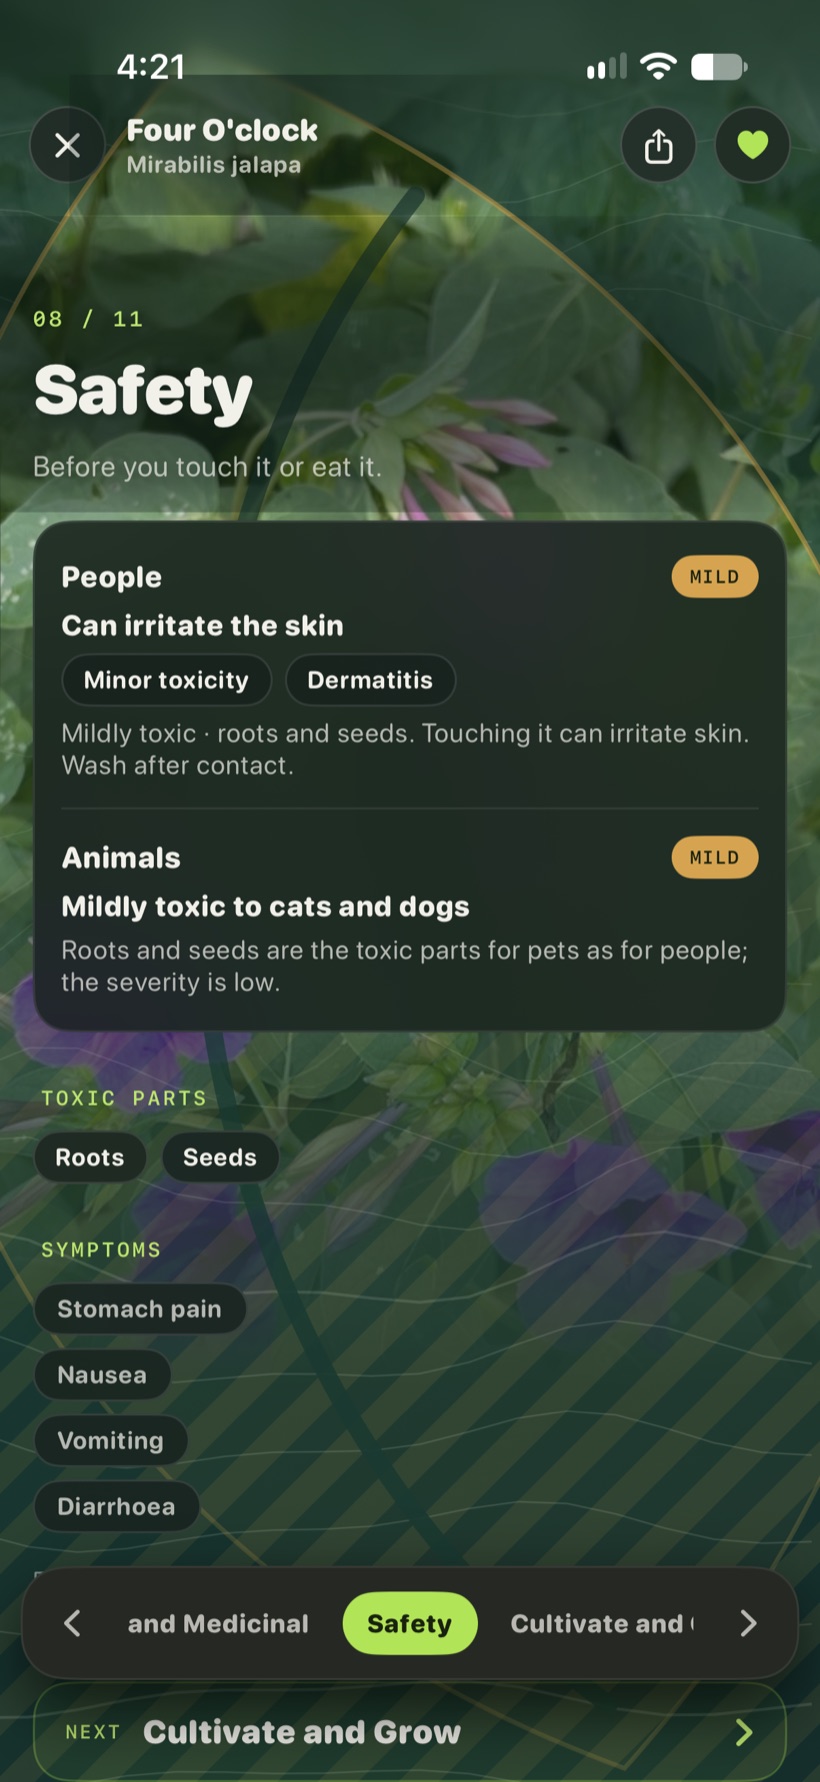 4:21
Four O'clock
Mirabilis jalapa
08 / 11
Safety
Before you touch it or eat it.
People
MILD
Can irritate the skin
Minor toxicity
Dermatitis
Mildly toxic · roots and seeds. Touching it can irritate skin.
Wash after contact.
Animals
MILD
Mildly toxic to cats and dogs
Roots and seeds are the toxic parts for pets as for people;
the severity is low.
TOXIC PARTS
Roots
Seeds
SYMPTOMS
Stomach pain
Nausea
Vomiting
Diarrhoea
and Medicinal
Safety
Cultivate and
NEXT Cultivate and Grow